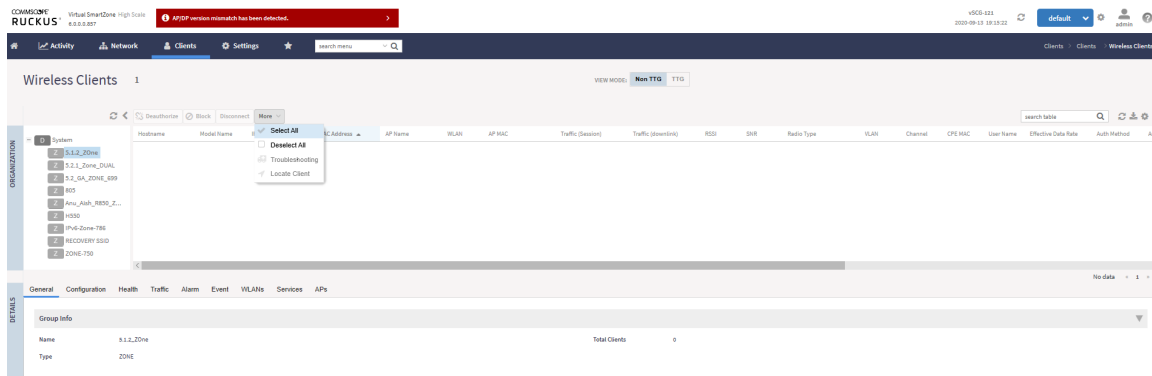 COMMSCOPE
RUCKUS®
Virtual SmartZone High Scale
6.0.0.0.857
AP/DP version mismatch has been detected. >
vSCG-121
2020-09-13 19:19:22
default
admin
Activity Network Clients Settings search menu
Clients > Clients > Wireless Clients
Wireless Clients 1
VIEW MODE: Non TTG TTG
Deauthorize Block Disconnect More
search table
Select All
Deselect All
Troubleshooting
Locate Client
Hostname Model Name AC Address AP Name WLAN AP MAC Traffic (Session) Traffic (downlink) RSSI SNR Radio Type VLAN Channel CPE MAC User Name Effective Data Rate Auth Method A
ORGANIZATION
D System
Z 5.1.2_ZOne
Z 5.2.1_Zone_DUAL
Z 5.2_GA_ZONE_699
Z 805
Z Anu_Aish_R850_Z...
Z H550
Z IPv6-Zone-786
Z RECOVERY SSID
Z ZONE-750
No data 1
DETAILS
General Configuration Health Traffic Alarm Event WLANs Services APs
Group Info
Name 5.1.2_ZOne Total Clients 0
Type ZONE